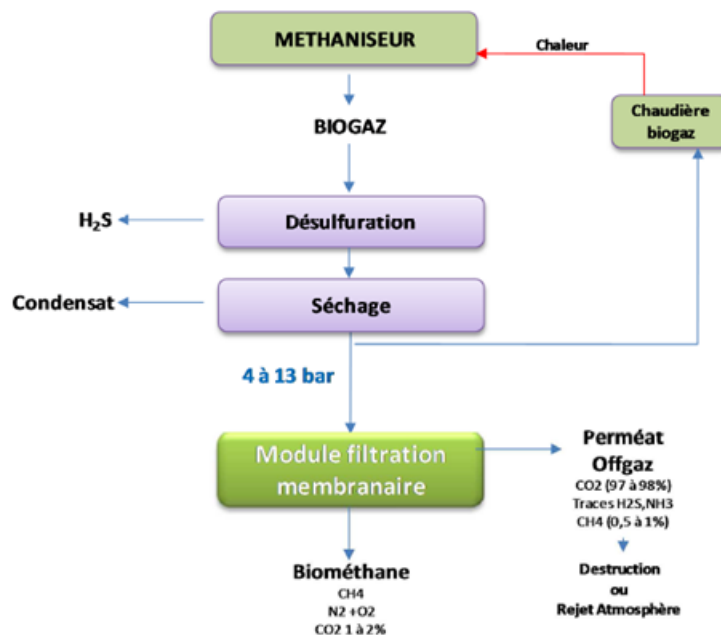 METHANISEUR
Chaleur
Chaudière
biogaz
BIOGAZ
H₂S
Désulfuration
Condensat
Séchage
4 à 13 bar
Module filtration
membranaire
Perméat
Offgaz
CO2 (97 à 98%)
Traces H2S,NH3
CH4 (0,5 à 1%)
Biométhane
CH4
N2 +O2
CO2 1 à 2%
Destruction
ou
Rejet Atmosphère